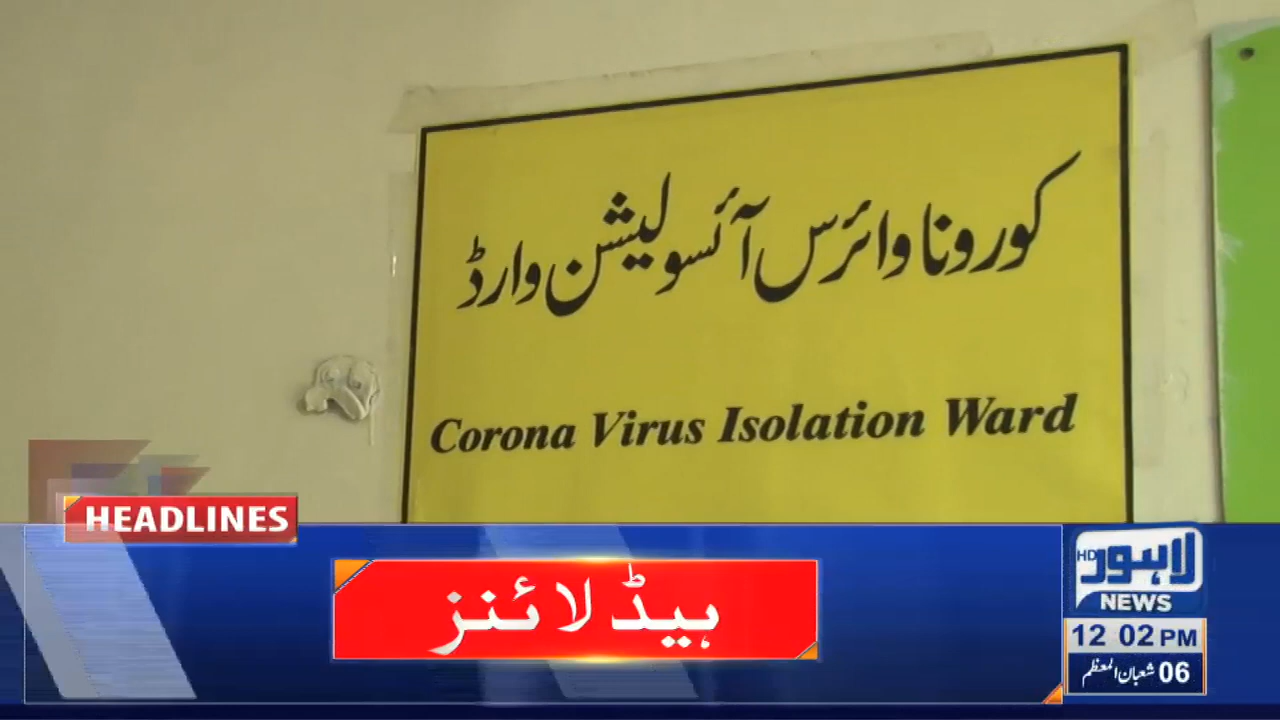 کورونا وائرس آئسولیشن وارڈ
Corona Virus Isolation Ward
HEADLINES
ہیڈ لائنز
لاہور HD
NEWS
12 02 PM
06 شعبان المعظم